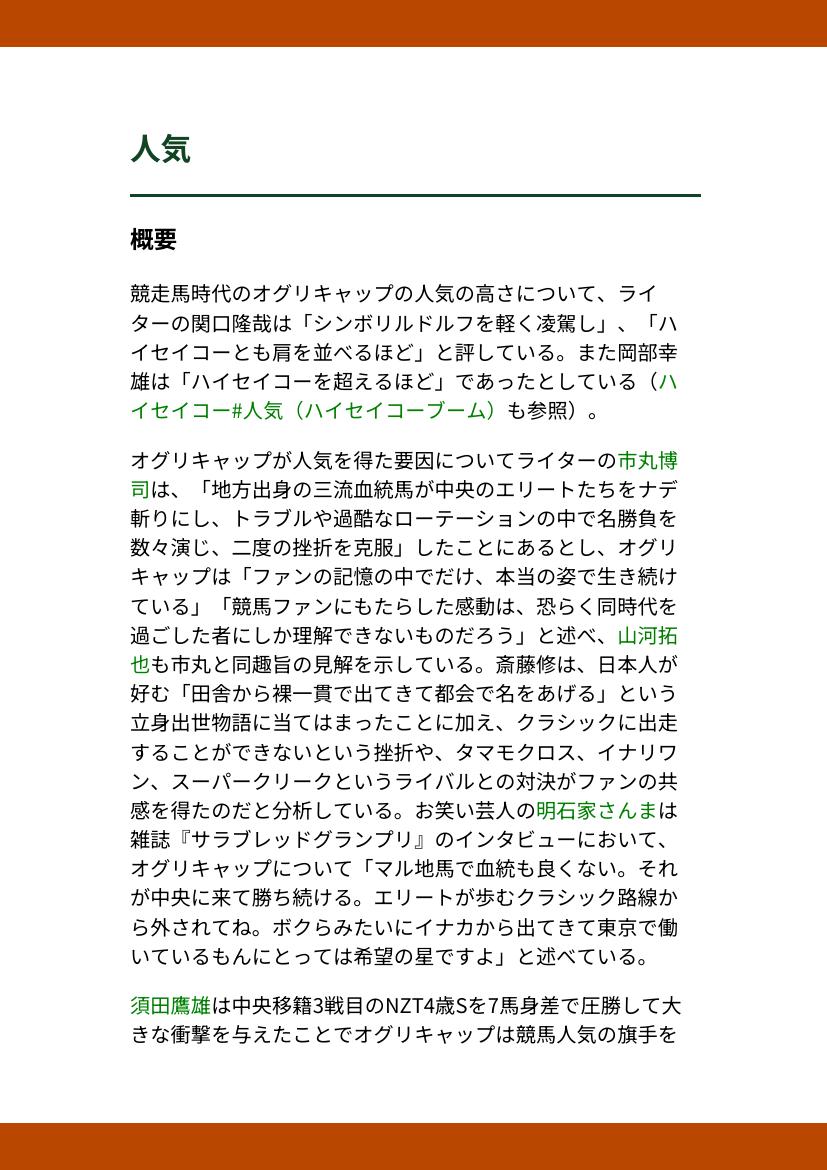 人気
概要
競走馬時代のオグリキャップの人気の高さについて、ライ
ターの関口隆哉は「シンボリルドルフを軽く凌駕し」、「ハ
イセイコーとも肩を並べるほど」と評している。また岡部幸
雄は「ハイセイコーを超えるほど」であったとしている（ハ
イセイコー#人気（ハイセイコーブーム）も参照）。
オグリキャップが人気を得た要因についてライターの市丸博
司は、「地方出身の三流血統馬が中央のエリートたちをナデ
斬りにし、トラブルや過酷なローテーションの中で名勝負を
数々演じ、二度の挫折を克服」したことにあるとし、オグリ
キャップは「ファンの記憶の中でだけ、本当の姿で生き続け
ている」「競馬ファンにもたらした感動は、恐らく同時代を
過ごした者にしか理解できないものだろう」と述べ、山河拓
也も市丸と同趣旨の見解を示している。斎藤修は、日本人が
好む「田舎から裸一貫で出てきて都会で名をあげる」という
立身出世物語に当てはまったことに加え、クラシックに出走
することができないという挫折や、タマモクロス、イナリワ
ン、スーパークリークというライバルとの対決がファンの共
感を得たのだと分析している。お笑い芸人の明石家さんまは
雑誌『サラブレッドグランプリ』のインタビューにおいて、
オグリキャップについて「マル地馬で血統も良くない。それ
が中央に来て勝ち続ける。エリートが歩むクラシック路線か
ら外されてね。ボクらみたいにイナカから出てきて東京で働
いているもんにとっては希望の星ですよ」と述べている。
須田鷹雄は中央移籍3戦目のNZT4歳Sを7馬身差で圧勝して大
きな衝撃を与えたことでオグリキャップは競馬人気の旗手を